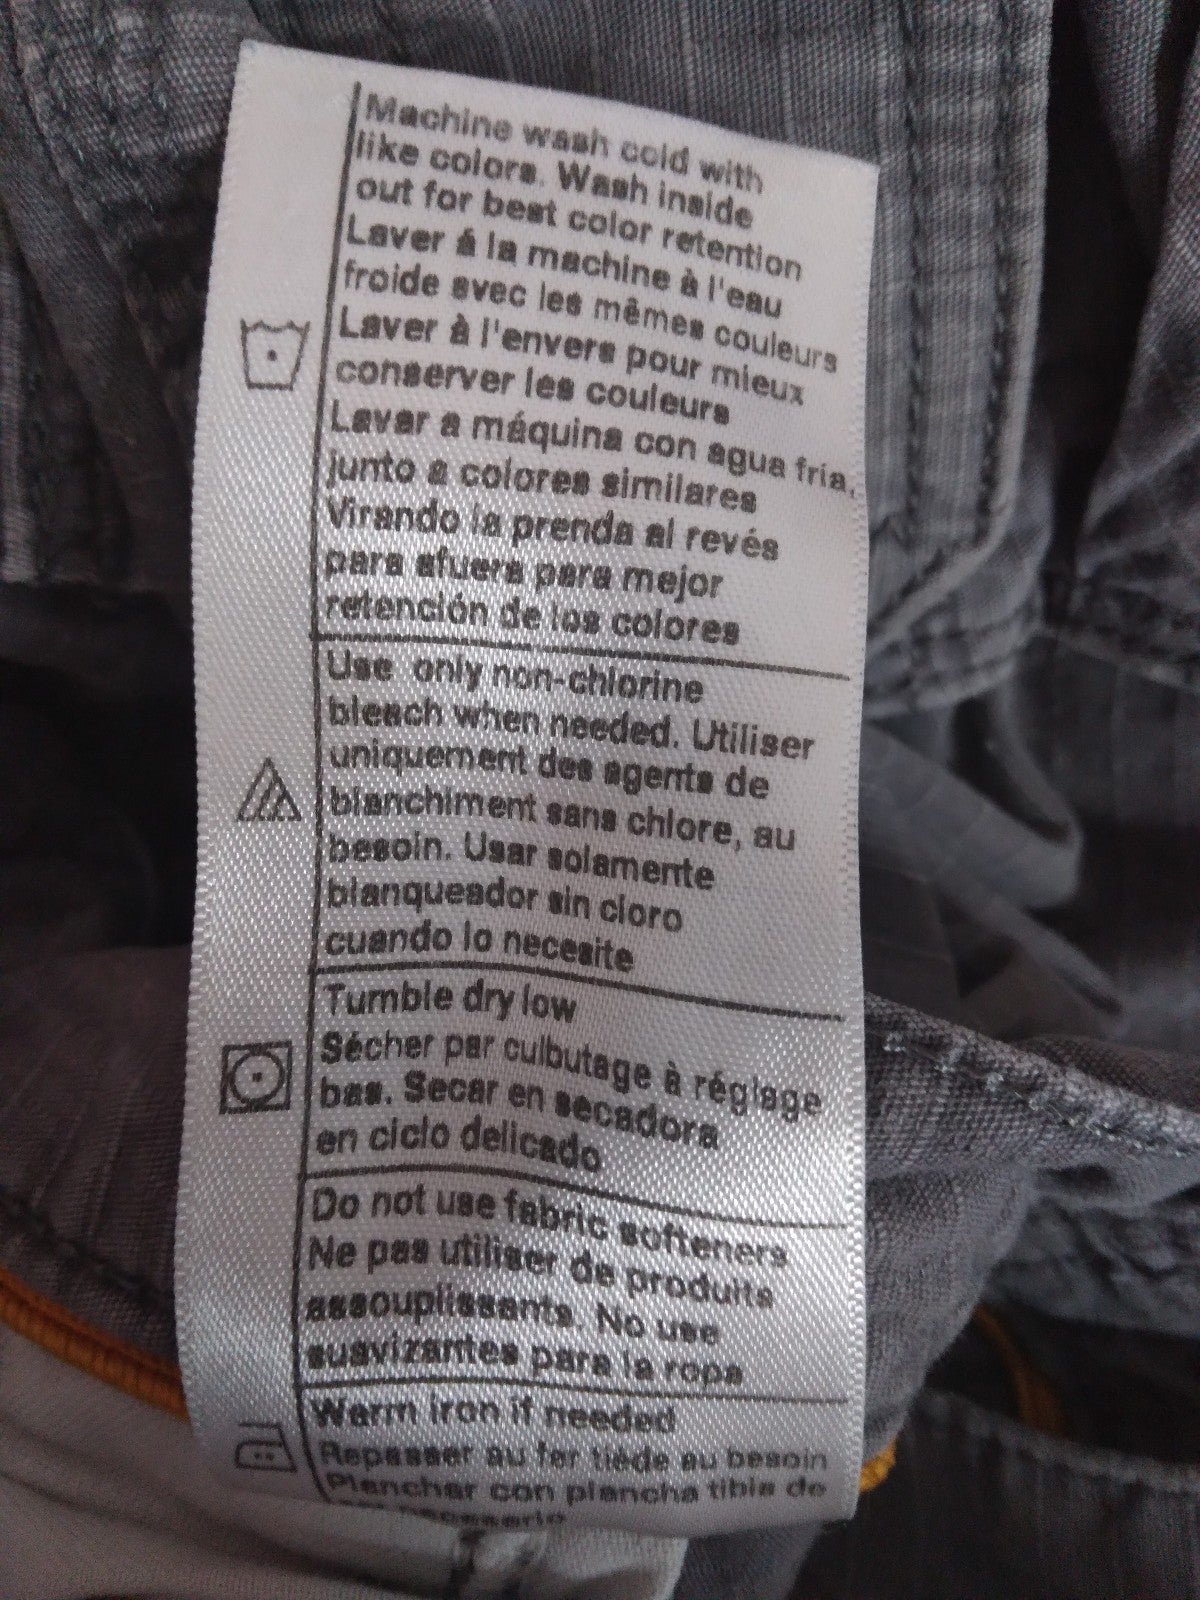 Machine wash cold with
like colors. Wash inside
out for best color retention
Laver á la machine à l'eau
froide avec les mêmes couleurs
Laver à l'envers pour mieux
conserver les couleurs
Lavar a máquina con agua fría,
junto a colores similares
Virando la prenda al revés
para afuera para mejor
retención de los colores
Use only non-chlorine
bleach when needed. Utiliser
uniquement des agents de
blanchiment sans chlore, au
besoin. Usar solamente
blanqueador sin cloro
cuando lo necesite
Tumble dry low
Sécher par culbutage à réglage
bas. Secar en secadora
en ciclo delicado
Do not use fabric softeners
Ne pas utiliser de produits
assouplissants. No use
suavizantes para la ropa
Warm iron if needed
Repasser au fer tiède au besoin
Planchar con plancha tibia de
ser necesario